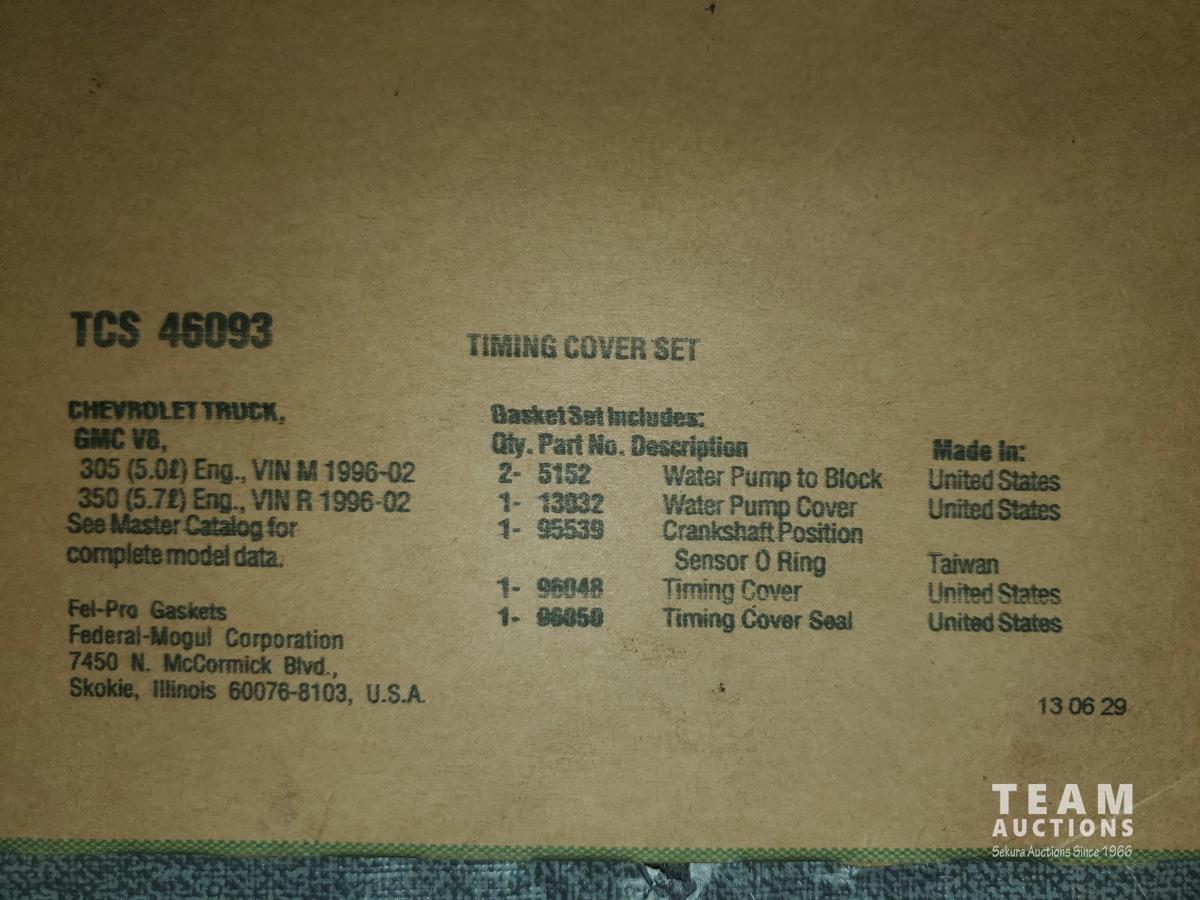 TCS 46093
TIMING COVER SET
CHEVROLET TRUCK,
GMC V8,
305 (5.0ℓ) Eng., VIN M 1996-02
350 (5.7ℓ) Eng., VIN R 1996-02
See Master Catalog for
complete model data.
Fel-Pro Gaskets
Federal-Mogul Corporation
7450 N. McCormick Blvd.,
Skokie, Illinois 60076-8103, U.S.A.
Gasket Set Includes:
Qty. Part No. Description Made in:
2- 5152 Water Pump to Block United States
1- 13032 Water Pump Cover United States
1- 95539 Crankshaft Position
Sensor O Ring Taiwan
1- 96048 Timing Cover United States
1- 96050 Timing Cover Seal United States
13 06 29
TEAM
AUCTIONS
Sekura Auctions Since 1966